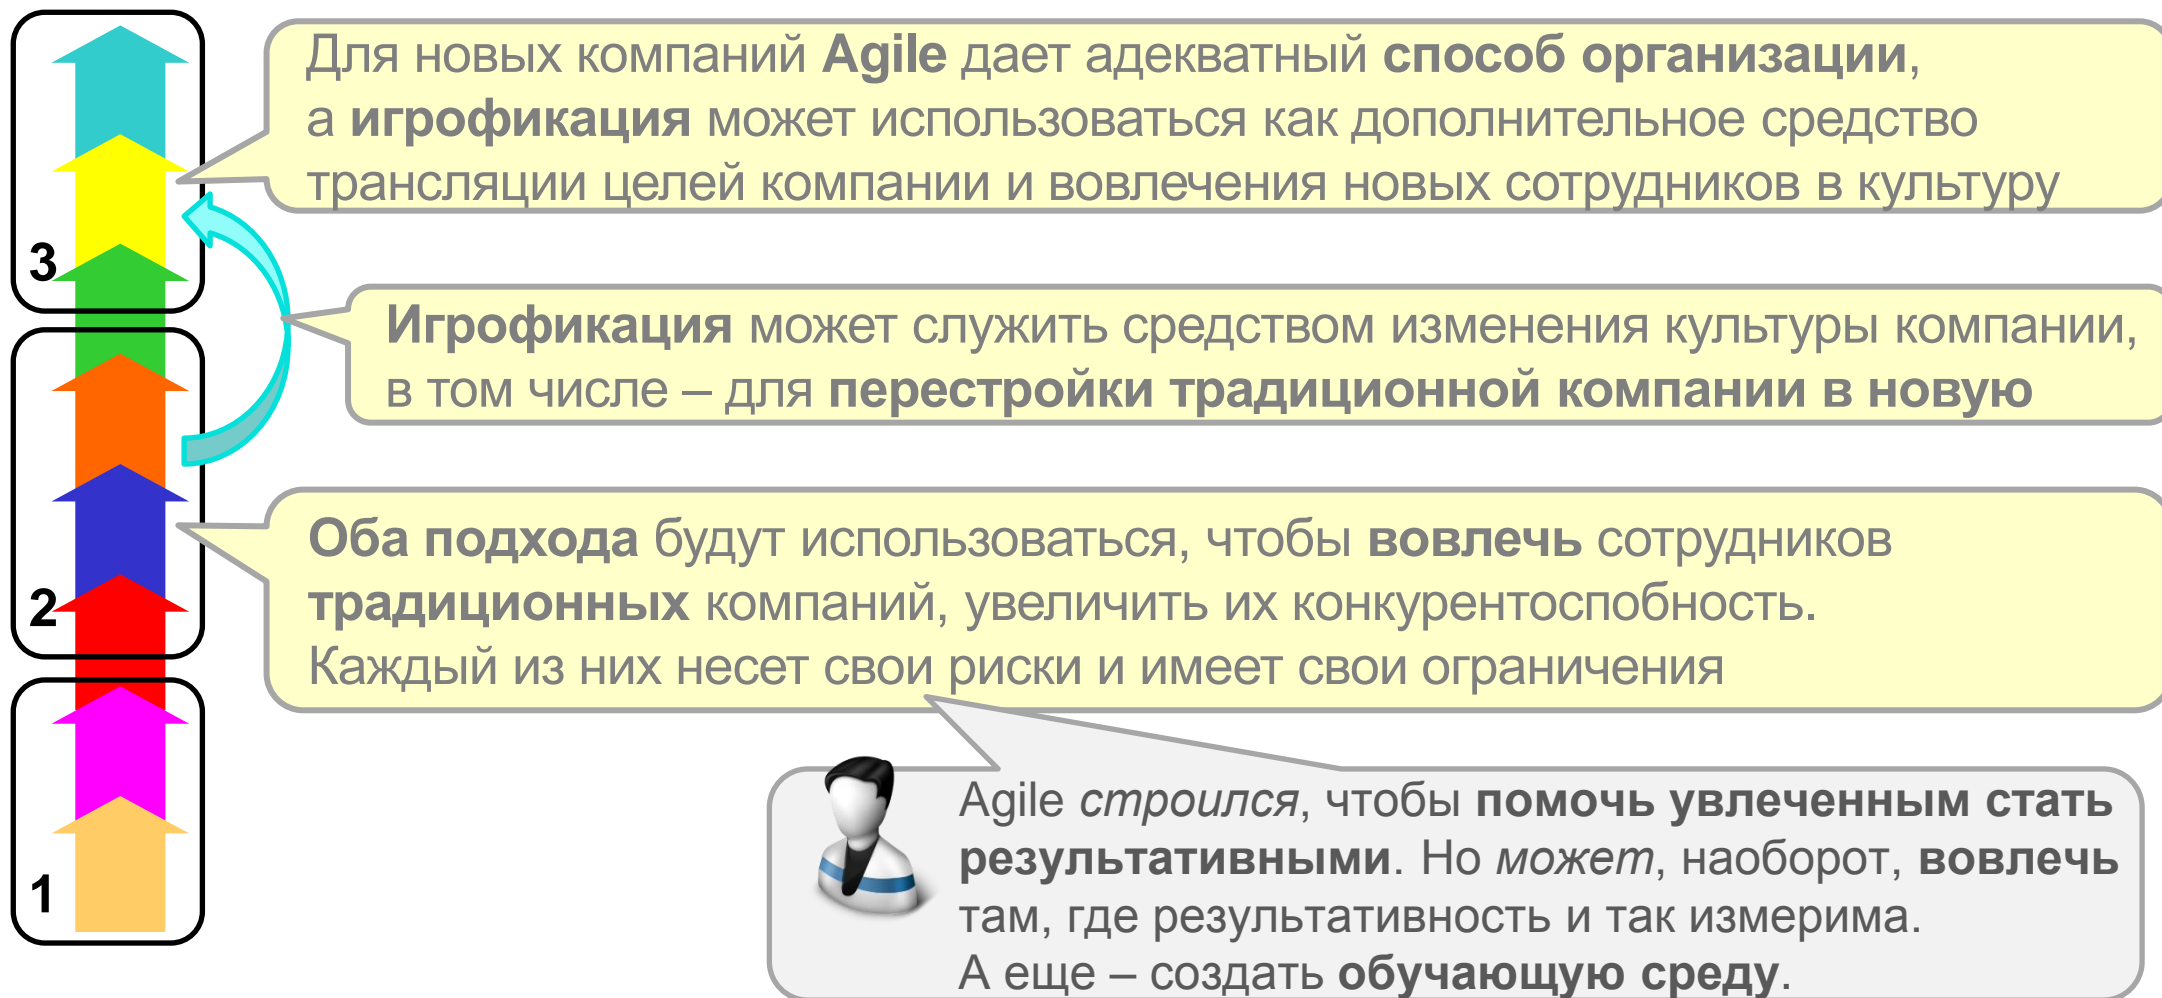 Для новых компаний Agile дает адекватный способ организации,
а игрофикация может использоваться как дополнительное средство
трансляции целей компании и вовлечения новых сотрудников в культуру
3
Игрофикация может служить средством изменения культуры компании,
в том числе – для перестройки традиционной компании в новую
Оба подхода будут использоваться, чтобы вовлечь сотрудников
традиционных компаний, увеличить их конкурентоспобность.
Каждый из них несет свои риски и имеет свои ограничения
2
Agile строился, чтобы помочь увлеченным стать
результативными. Но может, наоборот, вовлечь
там, где результативность и так измерима.
А еще – создать обучающую среду.
1